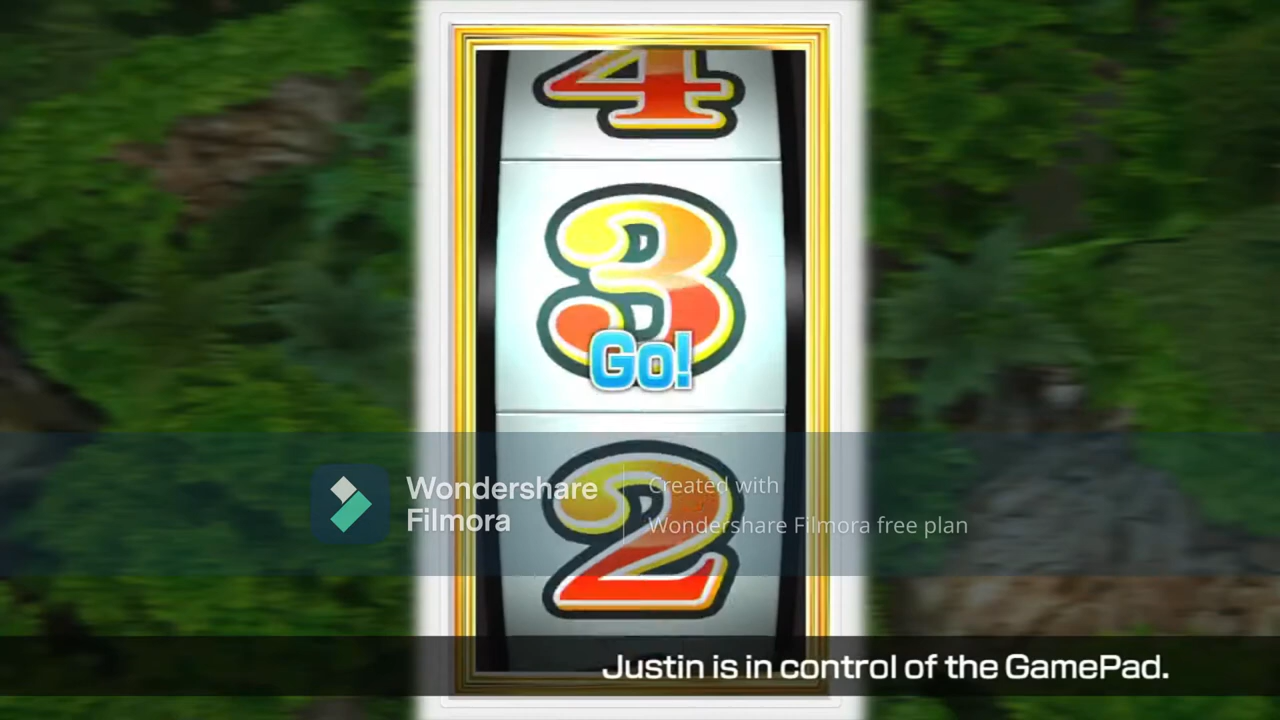 4
3
Go!
Wondershare
Filmora
Created with
Wondershare Filmora free plan
2
Justin is in control of the GamePad.